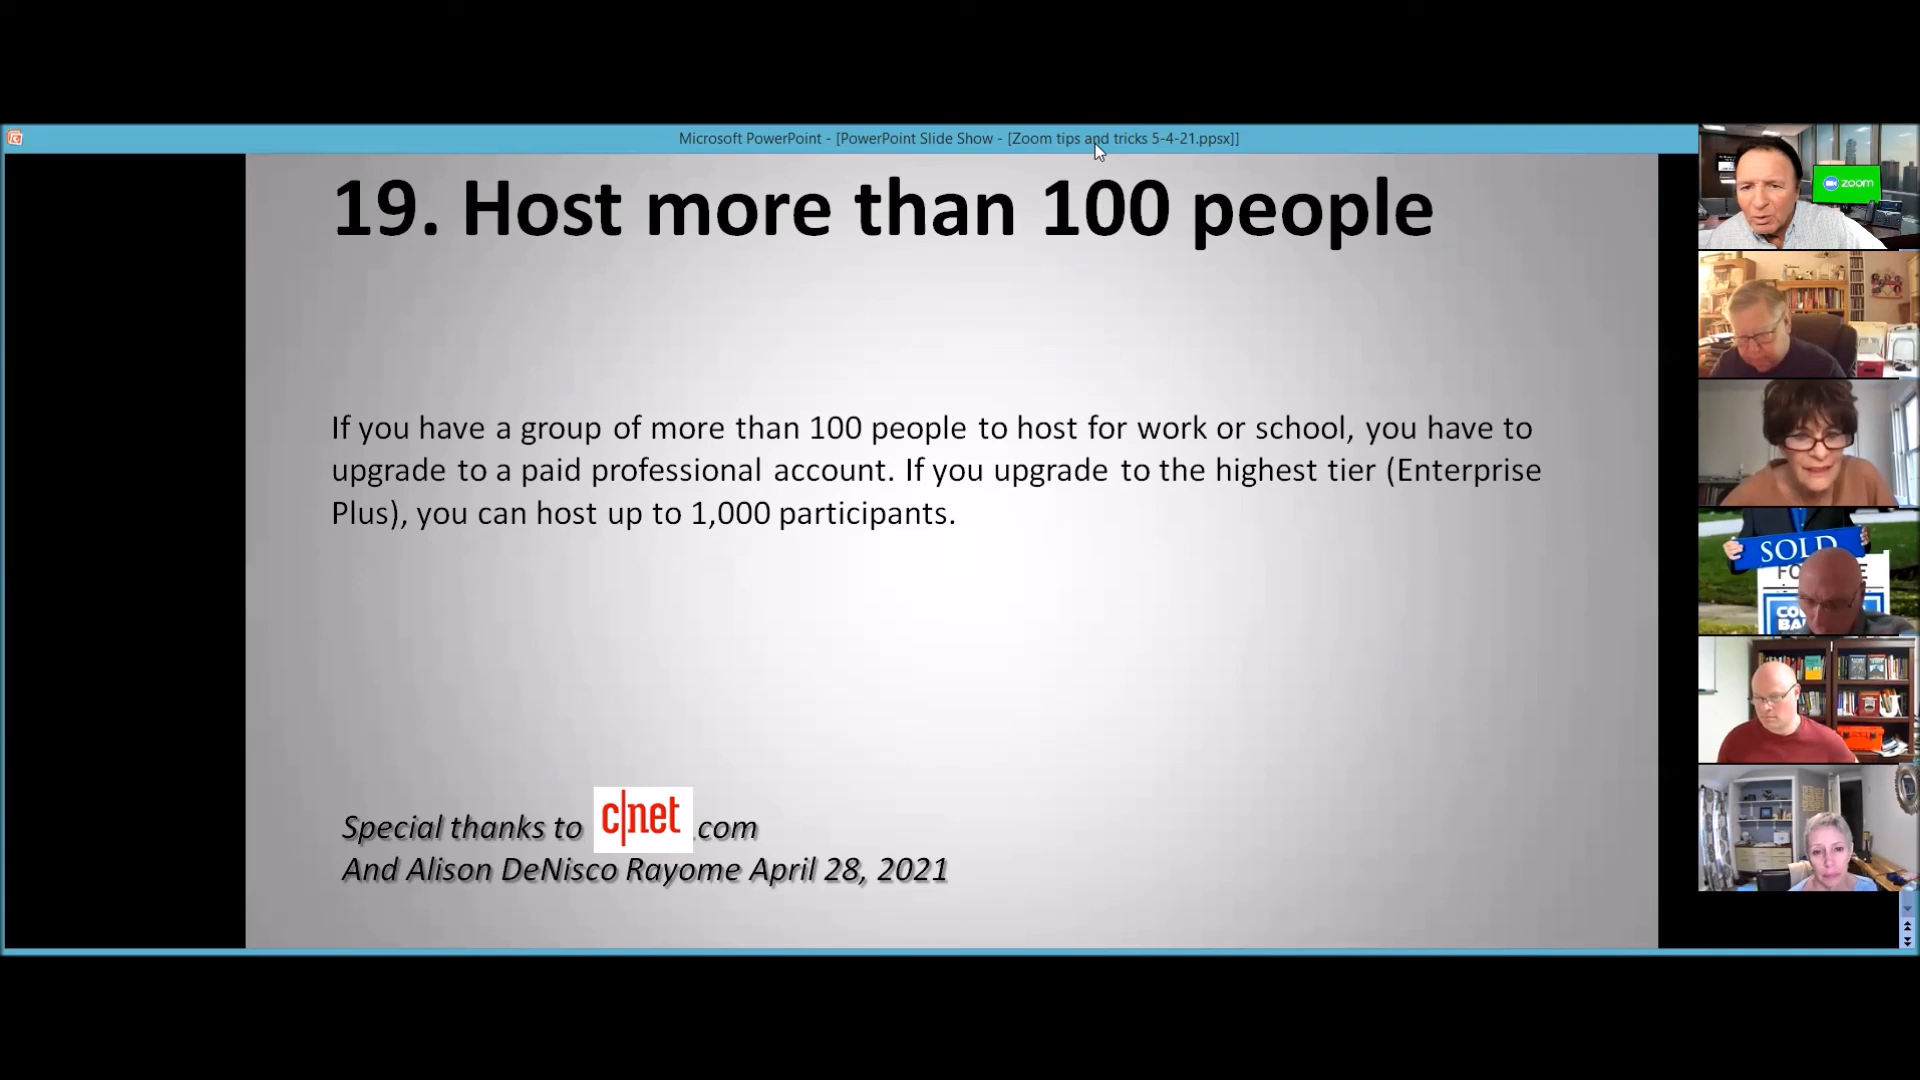 Microsoft PowerPoint - [PowerPoint Slide Show - [Zoom tips and tricks 5-4-21.ppsx]]
19. Host more than 100 people
If you have a group of more than 100 people to host for work or school, you have to
upgrade to a paid professional account. If you upgrade to the highest tier (Enterprise
Plus), you can host up to 1,000 participants.
Special thanks to c|net.com
And Alison DeNisco Rayome April 28, 2021
zoom
SOLD